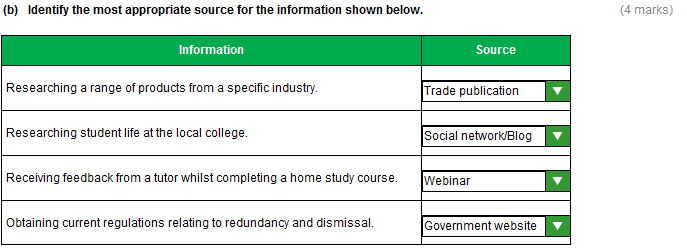 (b) Identify the most appropriate source for the information shown below. (4 marks)
Information Source
Researching a range of products from a specific industry. Trade publication
Researching student life at the local college. Social network/Blog
Receiving feedback from a tutor whilst completing a home study course. Webinar
Obtaining current regulations relating to redundancy and dismissal. Government website